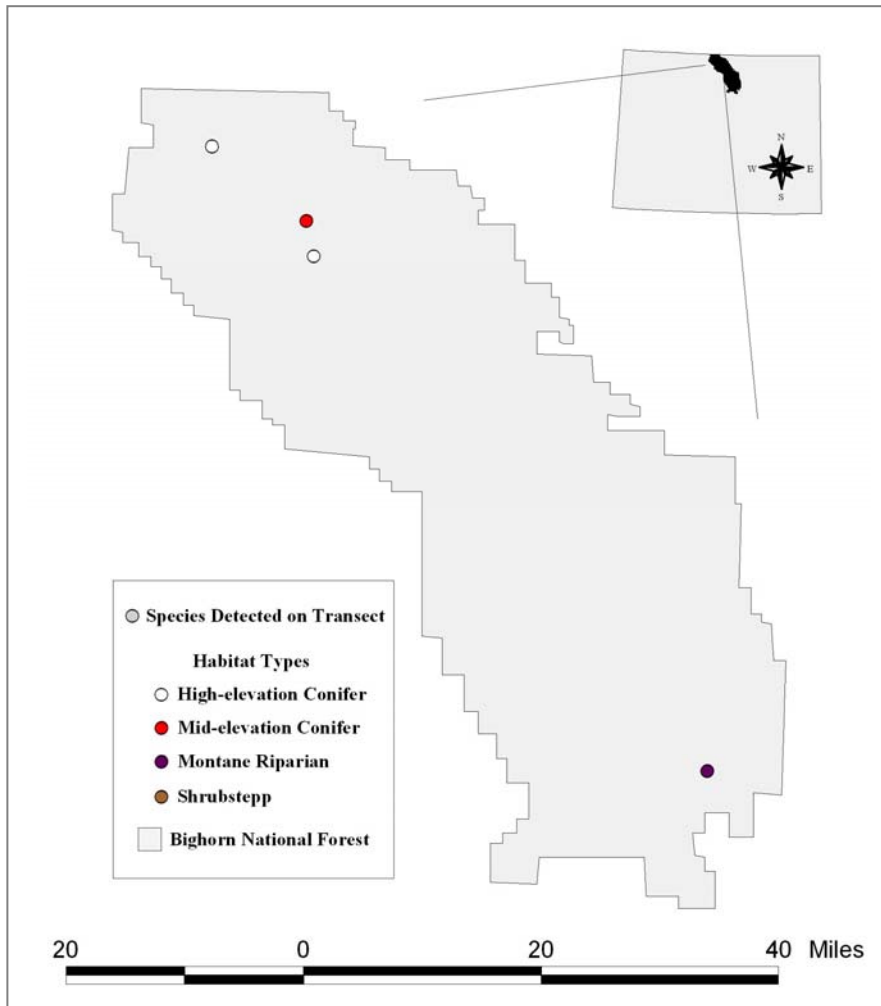 N
W E
S
Species Detected on Transect
Habitat Types
High-elevation Conifer
Mid-elevation Conifer
Montane Riparian
Shrubstepp
Bighorn National Forest
20 0 20 40 Miles